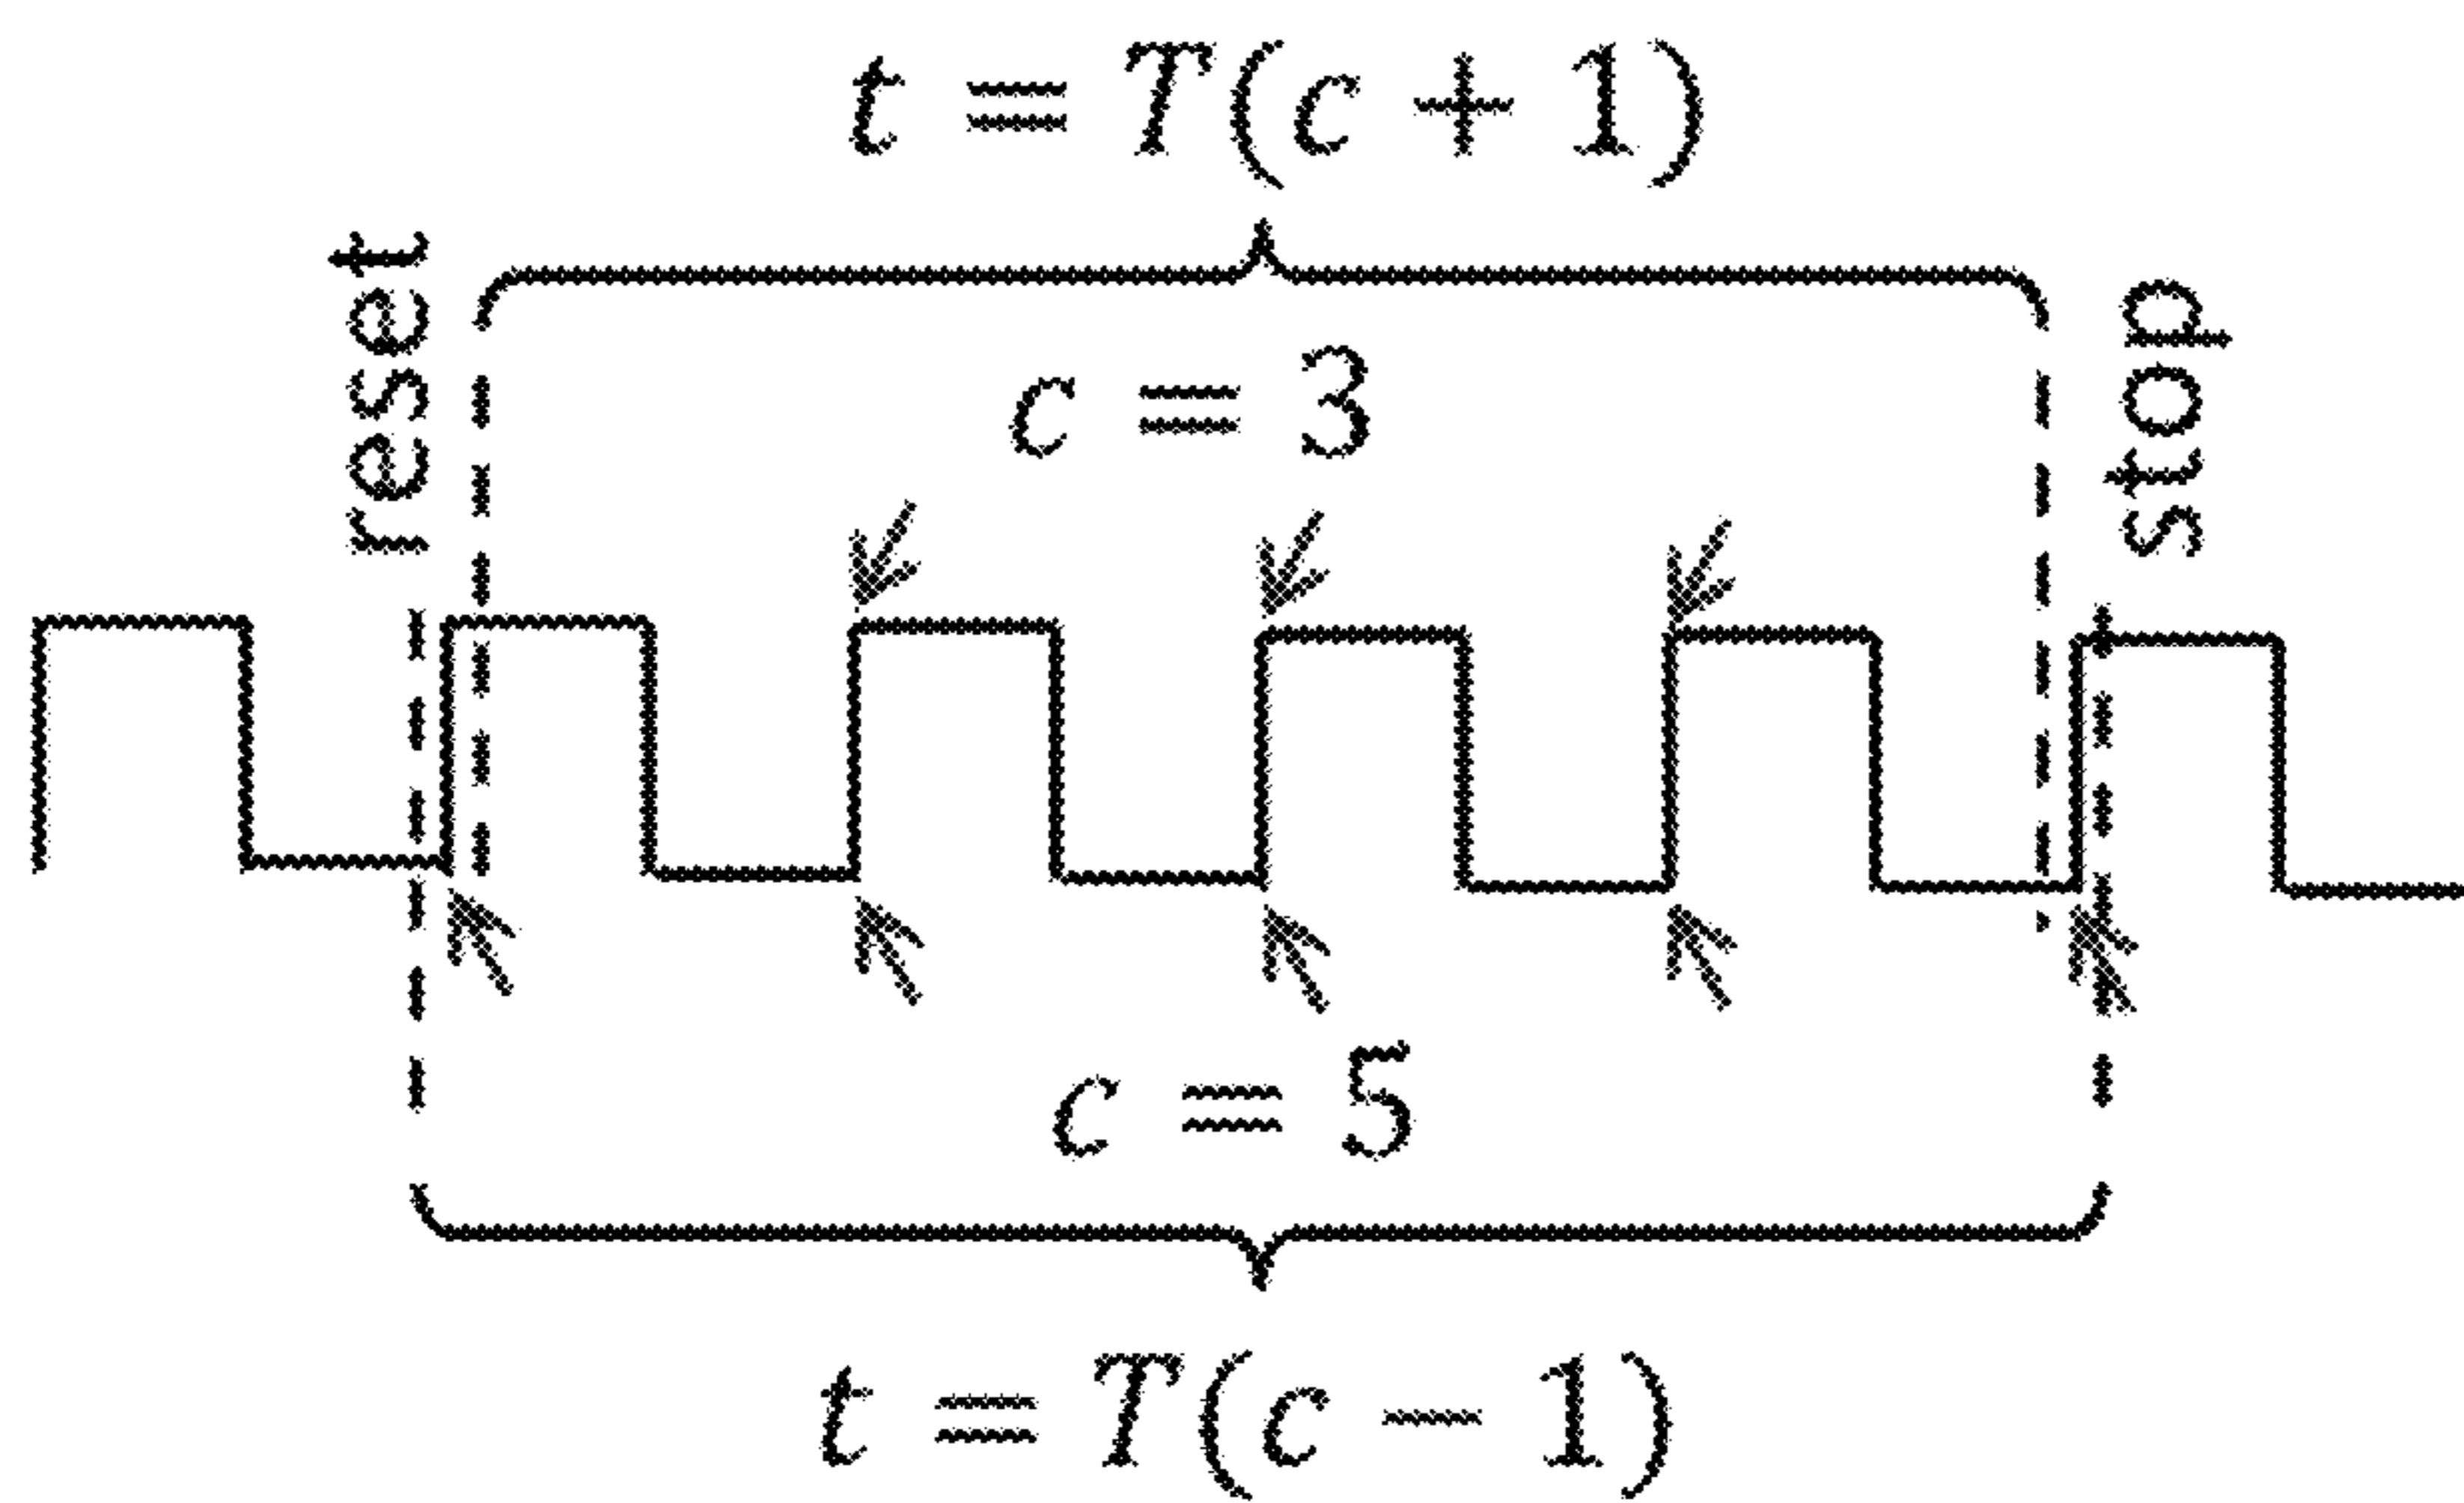 t = T(c + 1)
reset
stop
c = 3
c = 5
t = T(c − 1)